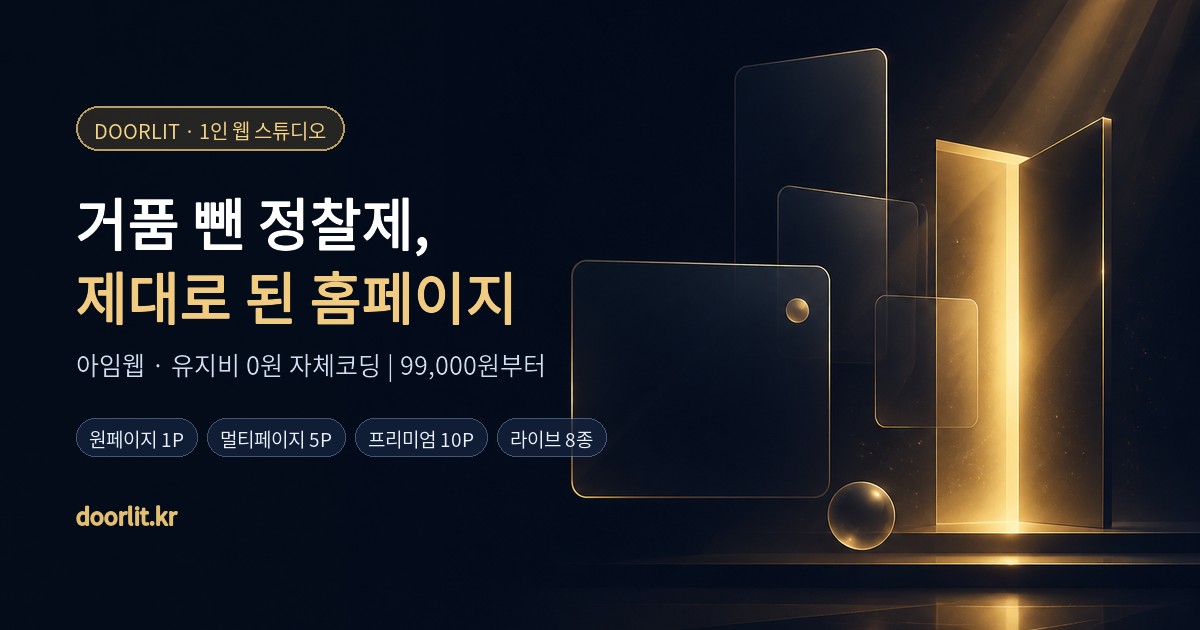 DOORLIT · 1인 웹 스튜디오
거품 뺀 정찰제,
제대로 된 홈페이지
아임웹 · 유지비 0원 자체코딩 | 99,000원부터
원페이지 1P 멀티페이지 5P 프리미엄 10P 라이브 8종
doorlit.kr